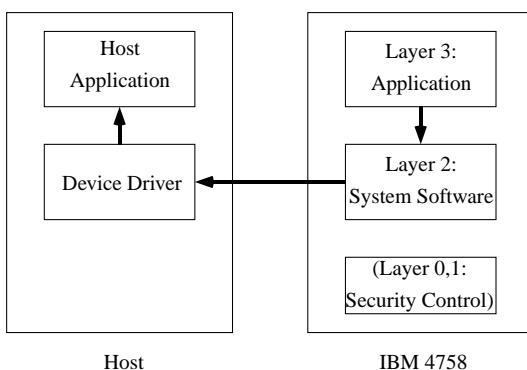 Host
Application
Device Driver
Host
Layer 3:
Application
Layer 2:
System Software
(Layer 0,1:
Security Control)
IBM 4758